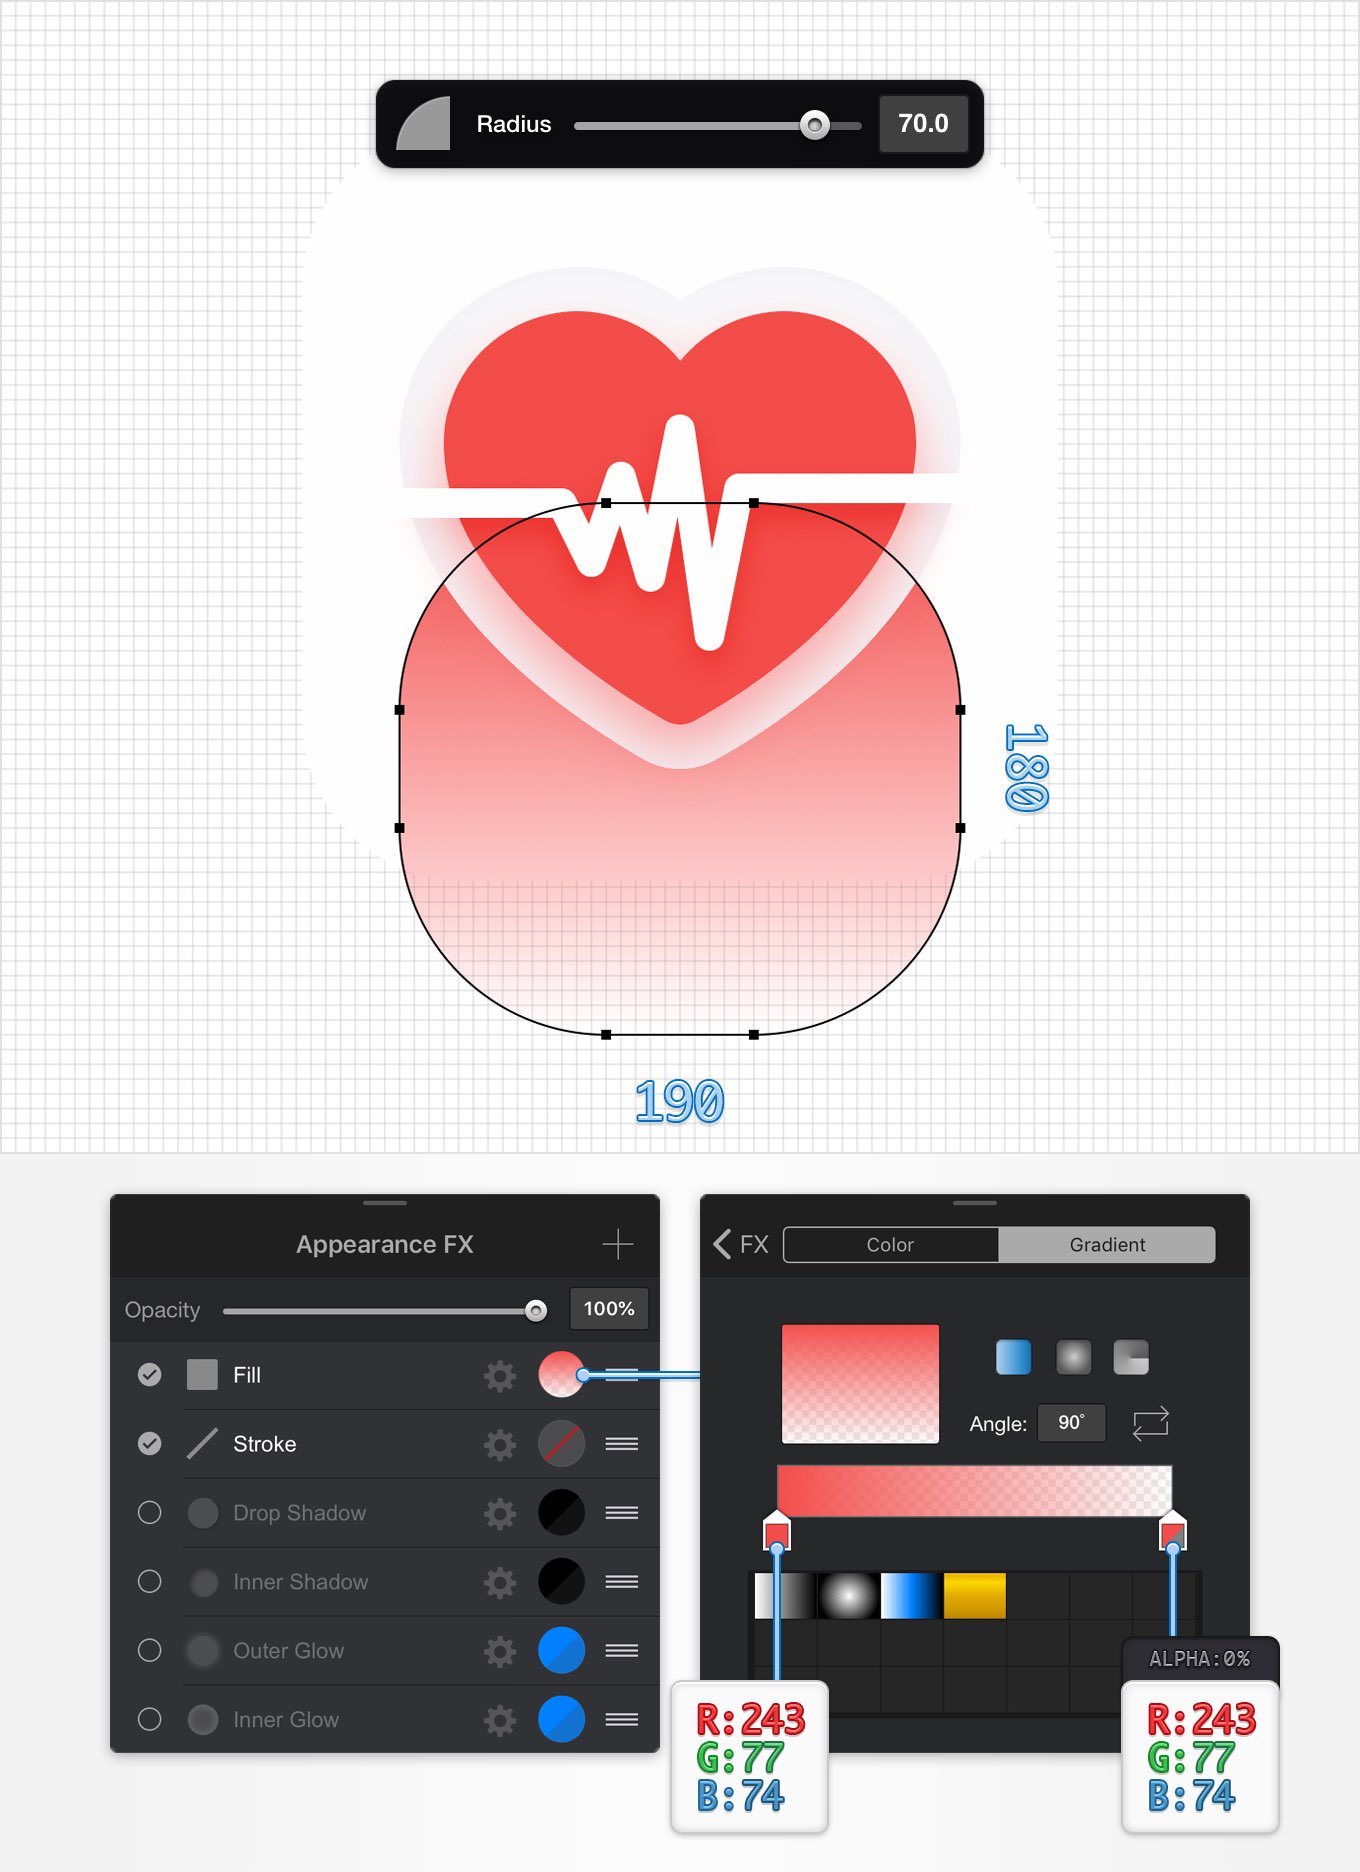 Radius 70.0
180
190
Appearance FX
Opacity 100%
Fill
Stroke
Drop Shadow
Inner Shadow
Outer Glow
Inner Glow
FX Color Gradient
Angle: 90°
ALPHA:0%
R:243
G:77
B:74
R:243
G:77
B:74